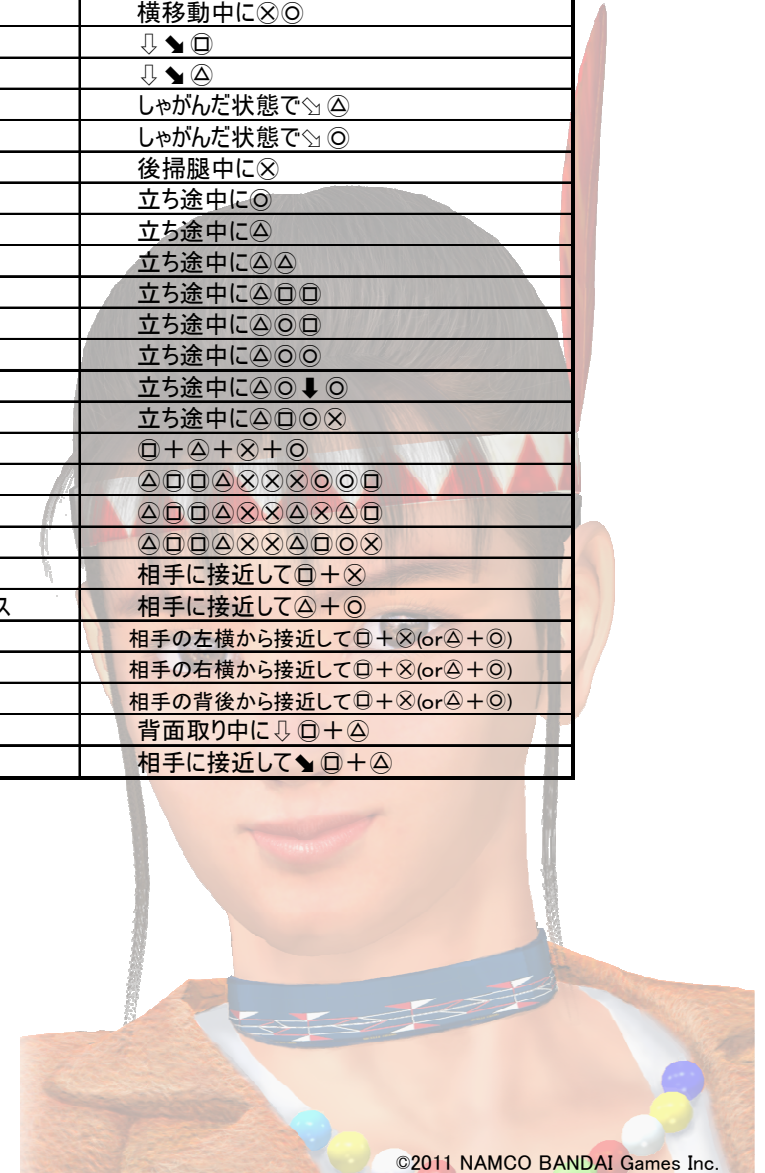 横移動中に⊗◎
⇩⬊回
⇩⬊△
しゃがんだ状態で⬂△
しゃがんだ状態で⬂◎
後掃腿中に⊗
立ち途中に◎
立ち途中に△
立ち途中に△△
立ち途中に△□□
立ち途中に△◎□
立ち途中に△◎◎
立ち途中に△◎⬇◎
立ち途中に△□◎⊗
□＋△＋⊗＋◎
△□□△⊗⊗⊗◎◎□
△□□△⊗⊗△⊗△□
△□□△⊗⊗△□◎⊗
相手に接近して□＋⊗
ス 相手に接近して△＋◎
相手の左横から接近して□＋⊗(or△＋◎)
相手の右横から接近して□＋⊗(or△＋◎)
相手の背後から接近して□＋⊗(or△＋◎)
背面取り中に⇩□＋△
相手に接近して⬊□＋△
©2011 NAMCO BANDAI Games Inc.